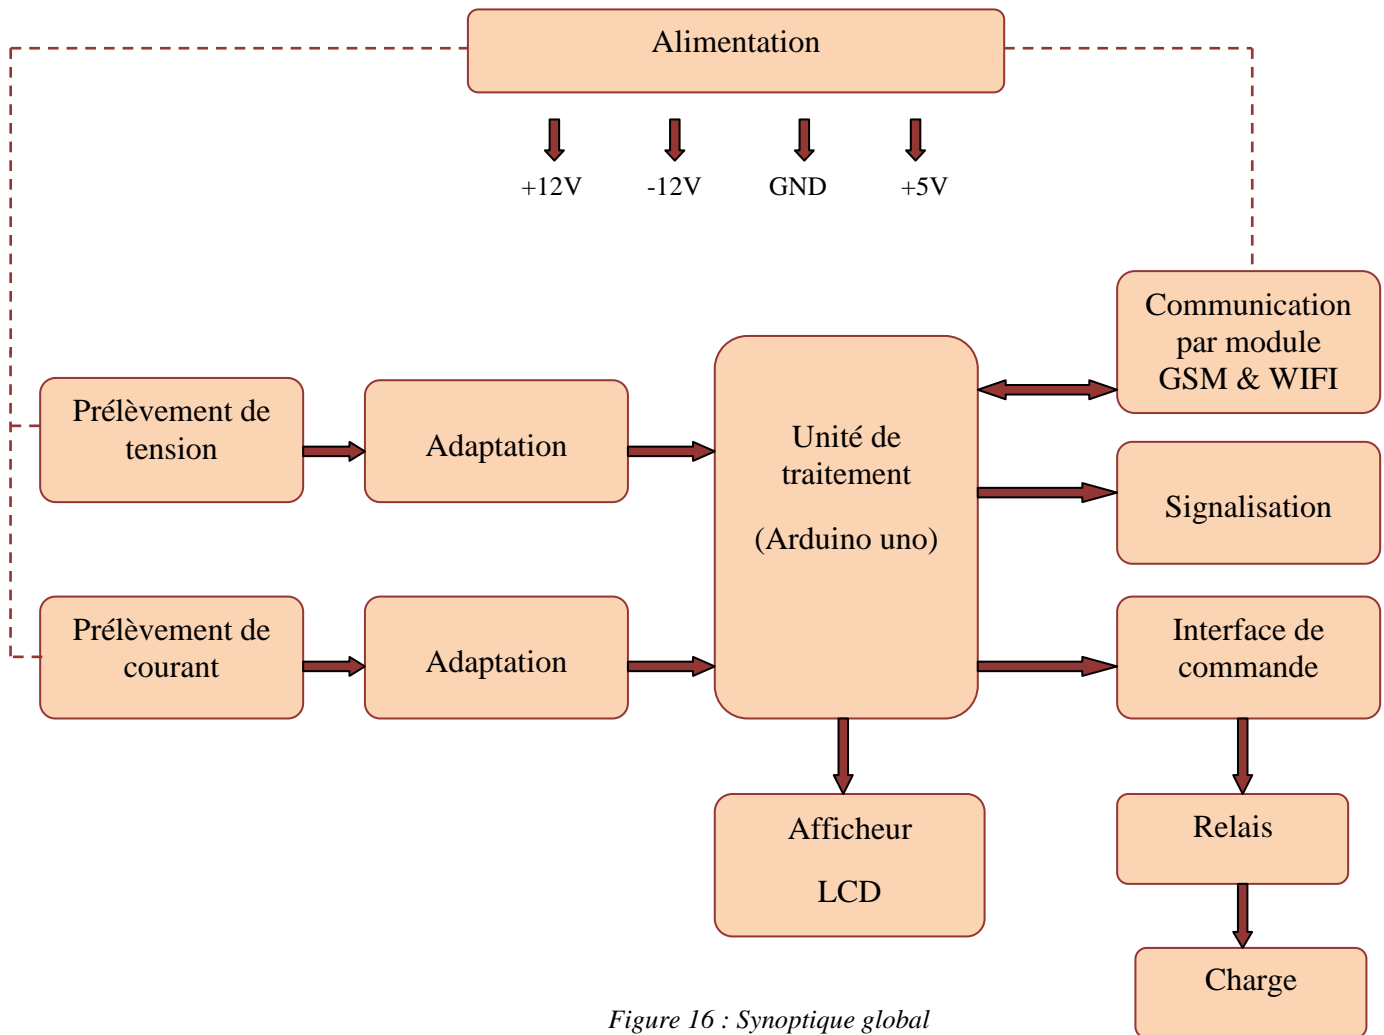 Alimentation
+12V
-12V
GND
+5V
Communication
par module
GSM & WIFI
Prélèvement de
tension
Adaptation
Unité de
traitement
(Arduino uno)
Signalisation
Prélèvement de
courant
Adaptation
Interface de
commande
Afficheur
LCD
Relais
Charge
Figure 16 : Synoptique global